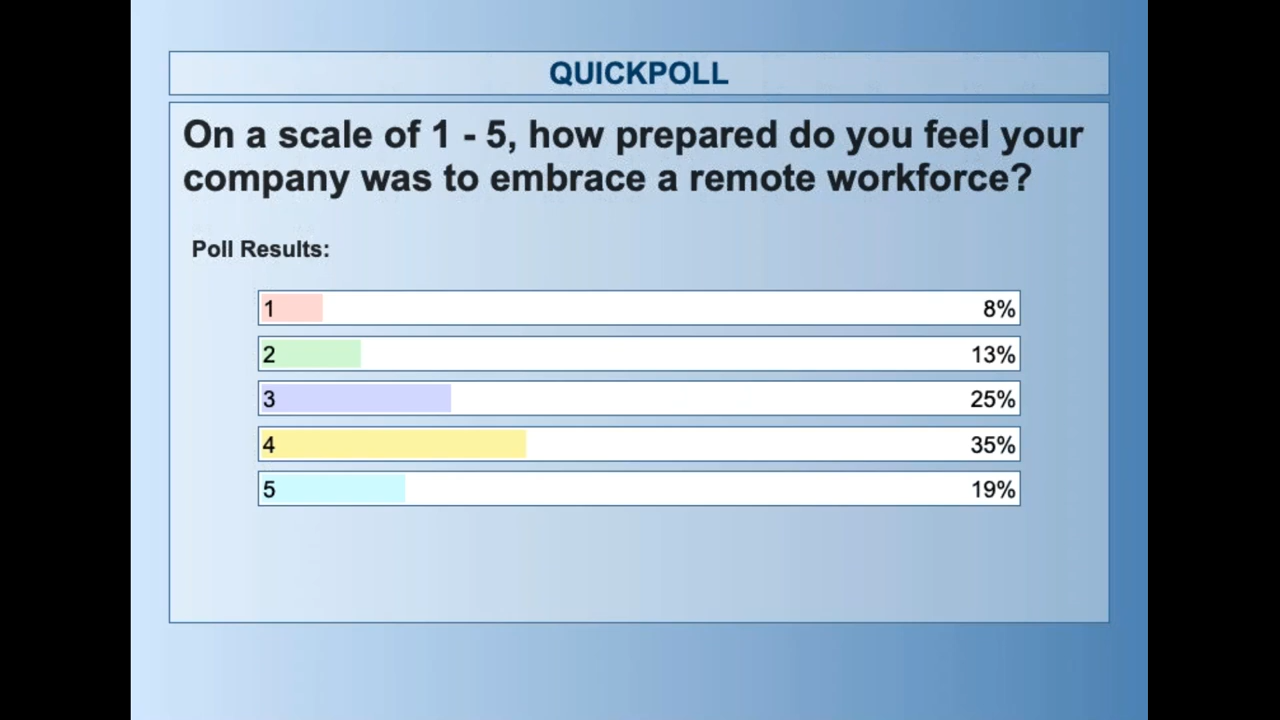 QUICKPOLL
On a scale of 1 - 5, how prepared do you feel your
company was to embrace a remote workforce?
Poll Results:
1 8%
2 13%
3 25%
4 35%
5 19%